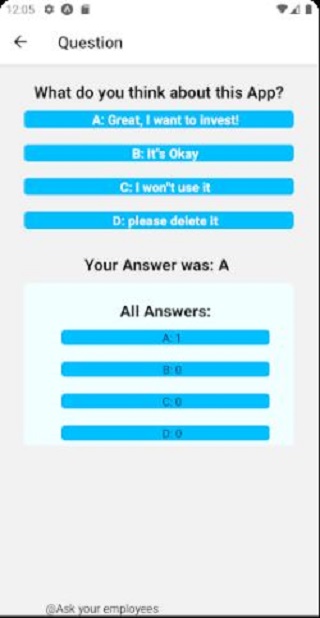 12:05
Question
What do you think about this App?
A: Great, I want to invest!
B: It's Okay
C: I won't use it
D: please delete it
Your Answer was: A
All Answers:
A: 1
B: 0
C: 0
D: 0
@Ask your employees